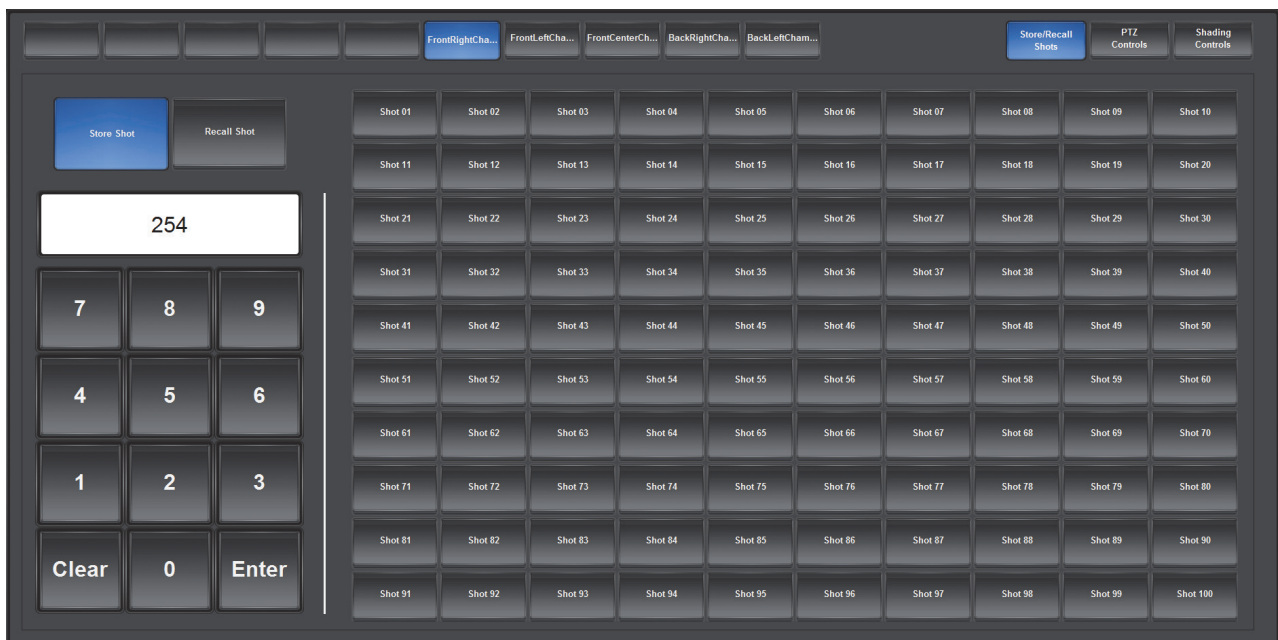 FrontRightCha... FrontLeftCha... FrontCenterCh... BackRightCha... BackLeftCham... Store/Recall Shots PTZ Controls Shading Controls
Store Shot Recall Shot
254
7 8 9
4 5 6
1 2 3
Clear 0 Enter
Shot 01 Shot 02 Shot 03 Shot 04 Shot 05 Shot 06 Shot 07 Shot 08 Shot 09 Shot 10
Shot 11 Shot 12 Shot 13 Shot 14 Shot 15 Shot 16 Shot 17 Shot 18 Shot 19 Shot 20
Shot 21 Shot 22 Shot 23 Shot 24 Shot 25 Shot 26 Shot 27 Shot 28 Shot 29 Shot 30
Shot 31 Shot 32 Shot 33 Shot 34 Shot 35 Shot 36 Shot 37 Shot 38 Shot 39 Shot 40
Shot 41 Shot 42 Shot 43 Shot 44 Shot 45 Shot 46 Shot 47 Shot 48 Shot 49 Shot 50
Shot 51 Shot 52 Shot 53 Shot 54 Shot 55 Shot 56 Shot 57 Shot 58 Shot 59 Shot 60
Shot 61 Shot 62 Shot 63 Shot 64 Shot 65 Shot 66 Shot 67 Shot 68 Shot 69 Shot 70
Shot 71 Shot 72 Shot 73 Shot 74 Shot 75 Shot 76 Shot 77 Shot 78 Shot 79 Shot 80
Shot 81 Shot 82 Shot 83 Shot 84 Shot 85 Shot 86 Shot 87 Shot 88 Shot 89 Shot 90
Shot 91 Shot 92 Shot 93 Shot 94 Shot 95 Shot 96 Shot 97 Shot 98 Shot 99 Shot 100